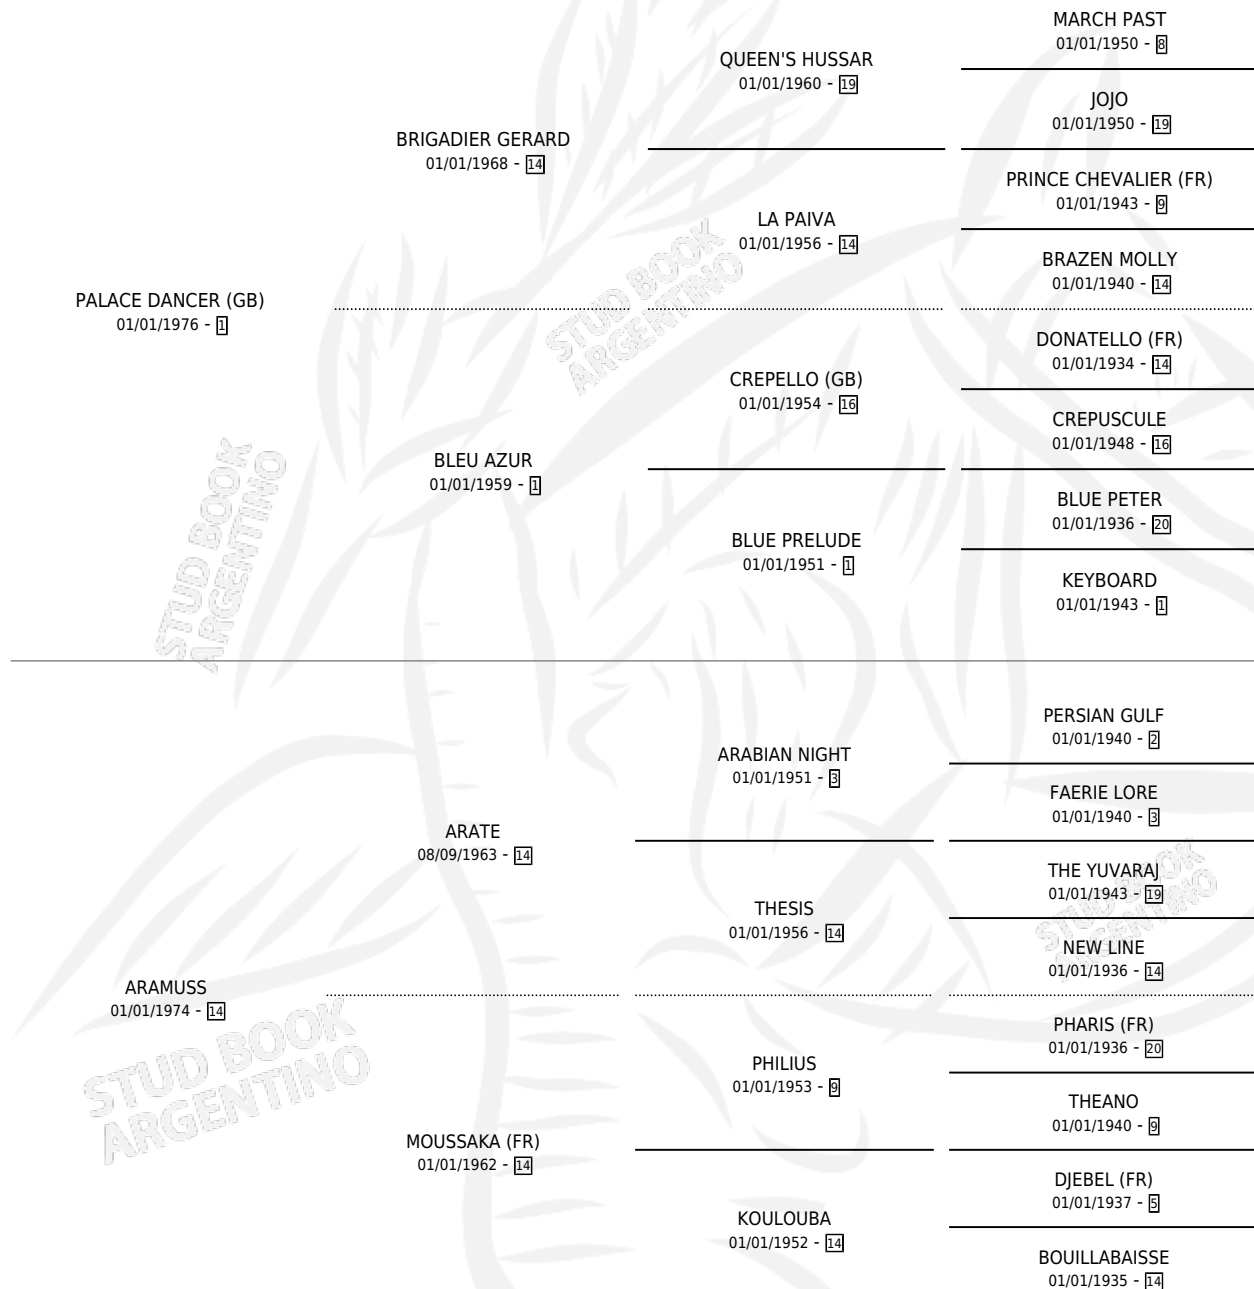 MARCH PAST
01/01/1950 - 8
QUEEN'S HUSSAR
01/01/1960 - 19
JOJO
01/01/1950 - 19
BRIGADIER GERARD
01/01/1968 - 14
PRINCE CHEVALIER (FR)
01/01/1943 - 9
LA PAIVA
01/01/1956 - 14
BRAZEN MOLLY
01/01/1940 - 14
PALACE DANCER (GB)
01/01/1976 - 1
DONATELLO (FR)
01/01/1934 - 14
CREPELLO (GB)
01/01/1954 - 16
CREPUSCULE
01/01/1948 - 16
BLEU AZUR
01/01/1959 - 1
BLUE PETER
01/01/1936 - 20
BLUE PRELUDE
01/01/1951 - 1
KEYBOARD
01/01/1943 - 1
PERSIAN GULF
01/01/1940 - 2
ARABIAN NIGHT
01/01/1951 - 3
FAERIE LORE
01/01/1940 - 3
ARATE
08/09/1963 - 14
THE YUVARAJ
01/01/1943 - 19
THESIS
01/01/1956 - 14
NEW LINE
01/01/1936 - 14
ARAMUSS
01/01/1974 - 14
PHARIS (FR)
01/01/1936 - 20
PHILIUS
01/01/1953 - 9
THEANO
01/01/1940 - 9
MOUSSAKA (FR)
01/01/1962 - 14
DJEBEL (FR)
01/01/1937 - 5
KOULOUBA
01/01/1952 - 14
BOUILLABAISSE
01/01/1935 - 14
STUD BOOK
ARGENTINO
STUD BOOK
ARGENTINO
STUD BOOK
ARGENTINO
STUD BOOK
ARGENTINO